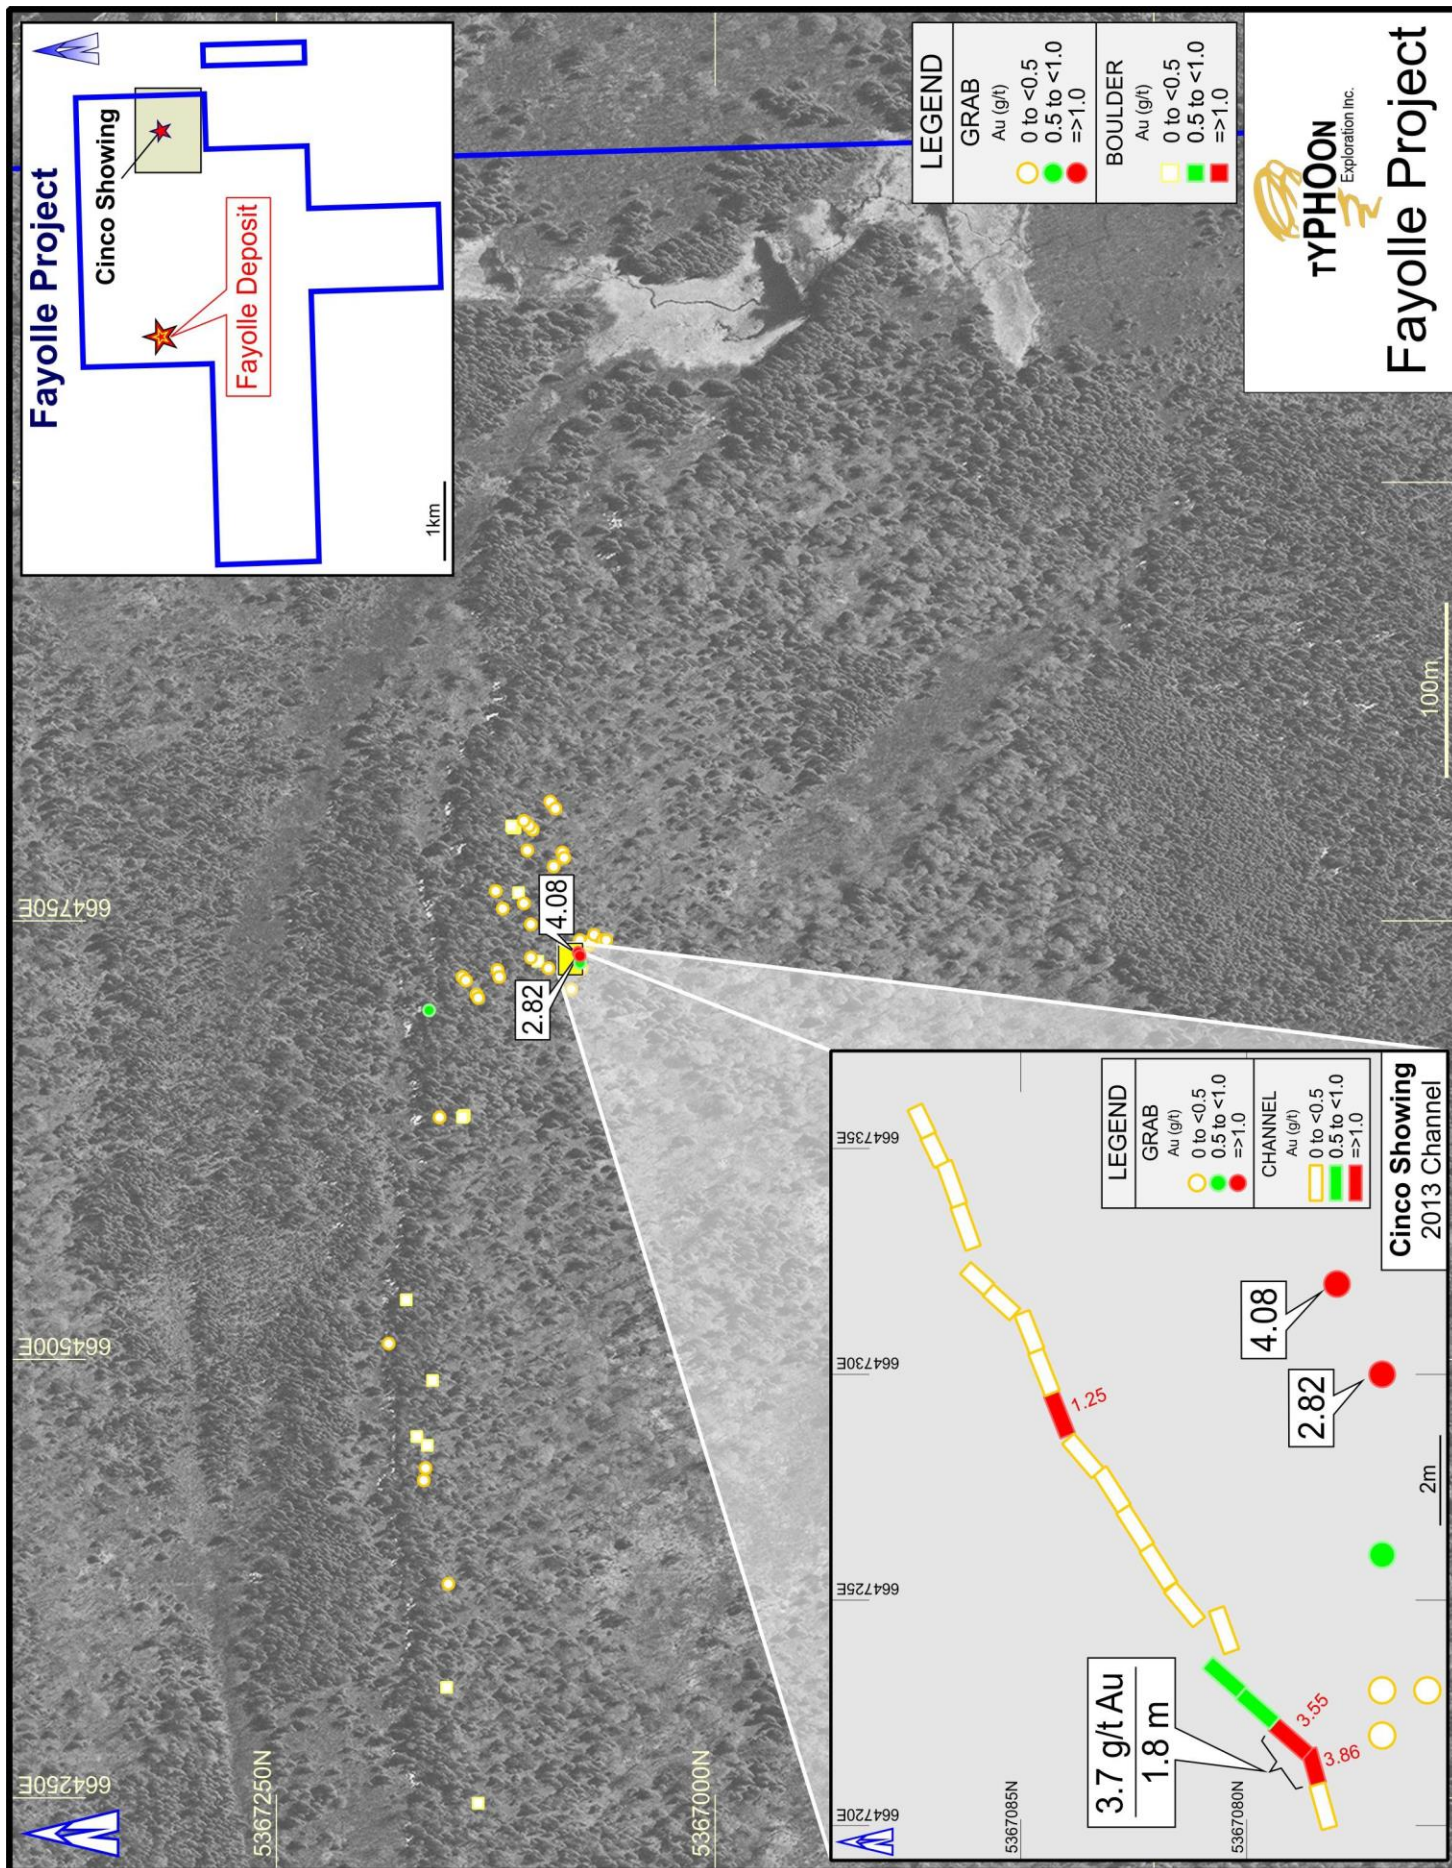 Fayolle Project
Cinco Showing
Fayolle Deposit
1km
LEGEND
GRAB
Au (g/t)
0 to <0.5
0.5 to <1.0
=>1.0
BOULDER
Au (g/t)
0 to <0.5
0.5 to <1.0
=>1.0
TYPHOON
Exploration Inc.
Fayolle Project
664250E
664500E
664750E
5367250N
5367000N
2.82
4.08
100m
664720E
664725E
664730E
664735E
5367085N
5367080N
3.7 g/t Au
1.8 m
3.86
3.55
1.25
2.82
4.08
2m
LEGEND
GRAB
Au (g/t)
0 to <0.5
0.5 to <1.0
=>1.0
CHANNEL
Au (g/t)
0 to <0.5
0.5 to <1.0
=>1.0
Cinco Showing
2013 Channel